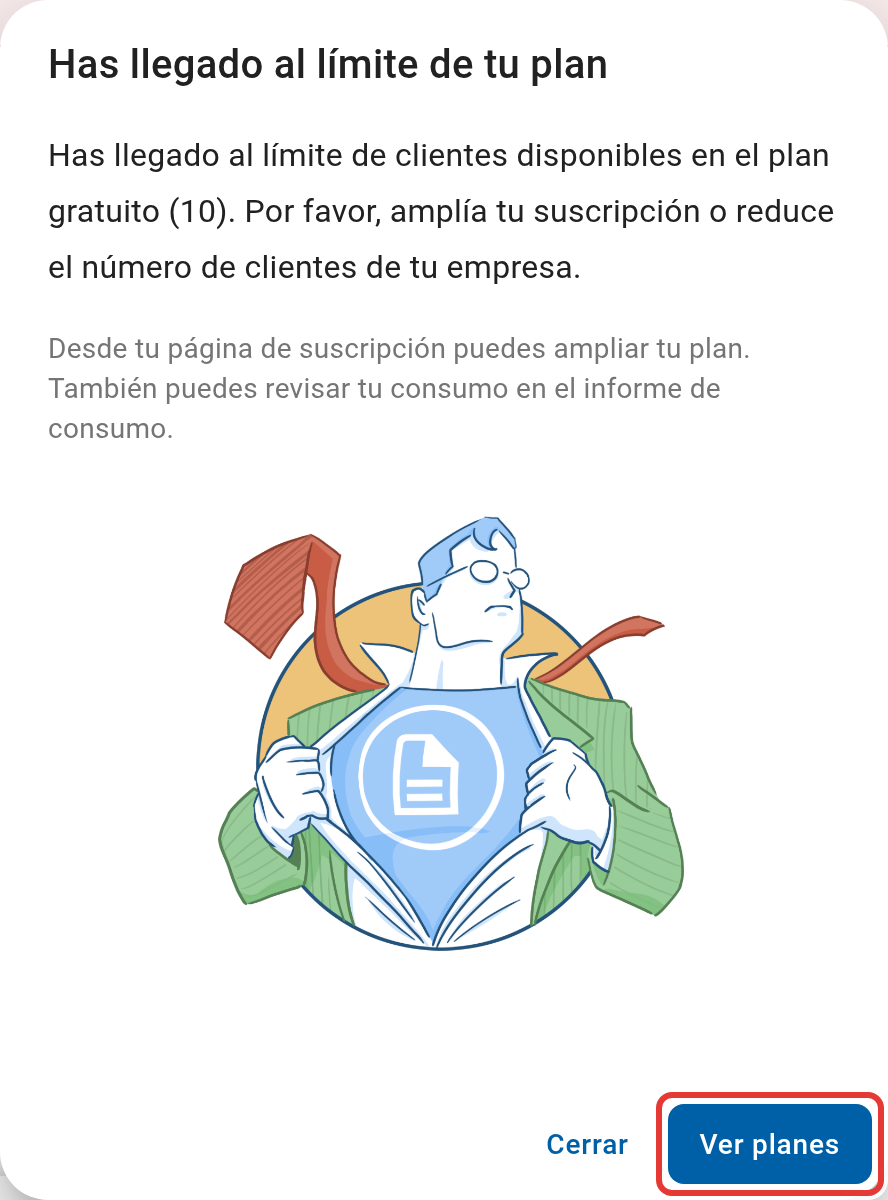 Has llegado al límite de tu plan
Has llegado al límite de clientes disponibles en el plan
gratuito (10). Por favor, amplía tu suscripción o reduce
el número de clientes de tu empresa.
Desde tu página de suscripción puedes ampliar tu plan.
También puedes revisar tu consumo en el informe de
consumo.
Cerrar
Ver planes